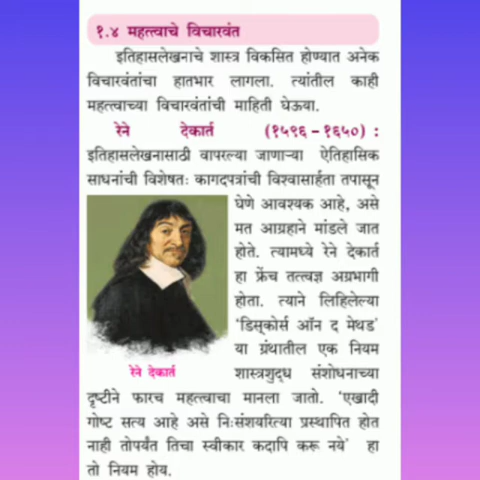 १.४ महत्त्वाचे विचारवंत
इतिहासलेखनाचे शास्त्र विकसित होण्यात अनेक
विचारवंतांचा हातभार लागला. त्यांतील काही
महत्त्वाच्या विचारवंतांची माहिती घेऊया.
रेने देकार्त (१५९६ - १६५०) :
इतिहासलेखनासाठी वापरल्या जाणाऱ्या ऐतिहासिक
साधनांची विशेषतः कागदपत्रांची विश्वासार्हता तपासून
घेणे आवश्यक आहे, असे
मत आग्रहाने मांडले जात
होते. त्यामध्ये रेने देकार्त
हा फ्रेंच तत्त्वज्ञ अग्रभागी
होता. त्याने लिहिलेल्या
‘डिस्कोर्स ऑन द मेथड’
या ग्रंथातील एक नियम
शास्त्रशुद्ध संशोधनाच्या
रेने देकार्त
दृष्टीने फारच महत्त्वाचा मानला जातो. ‘एखादी
गोष्ट सत्य आहे असे निःसंशयरित्या प्रस्थापित होत
नाही तोपर्यंत तिचा स्वीकार कदापि करू नये’ हा
तो नियम होय.